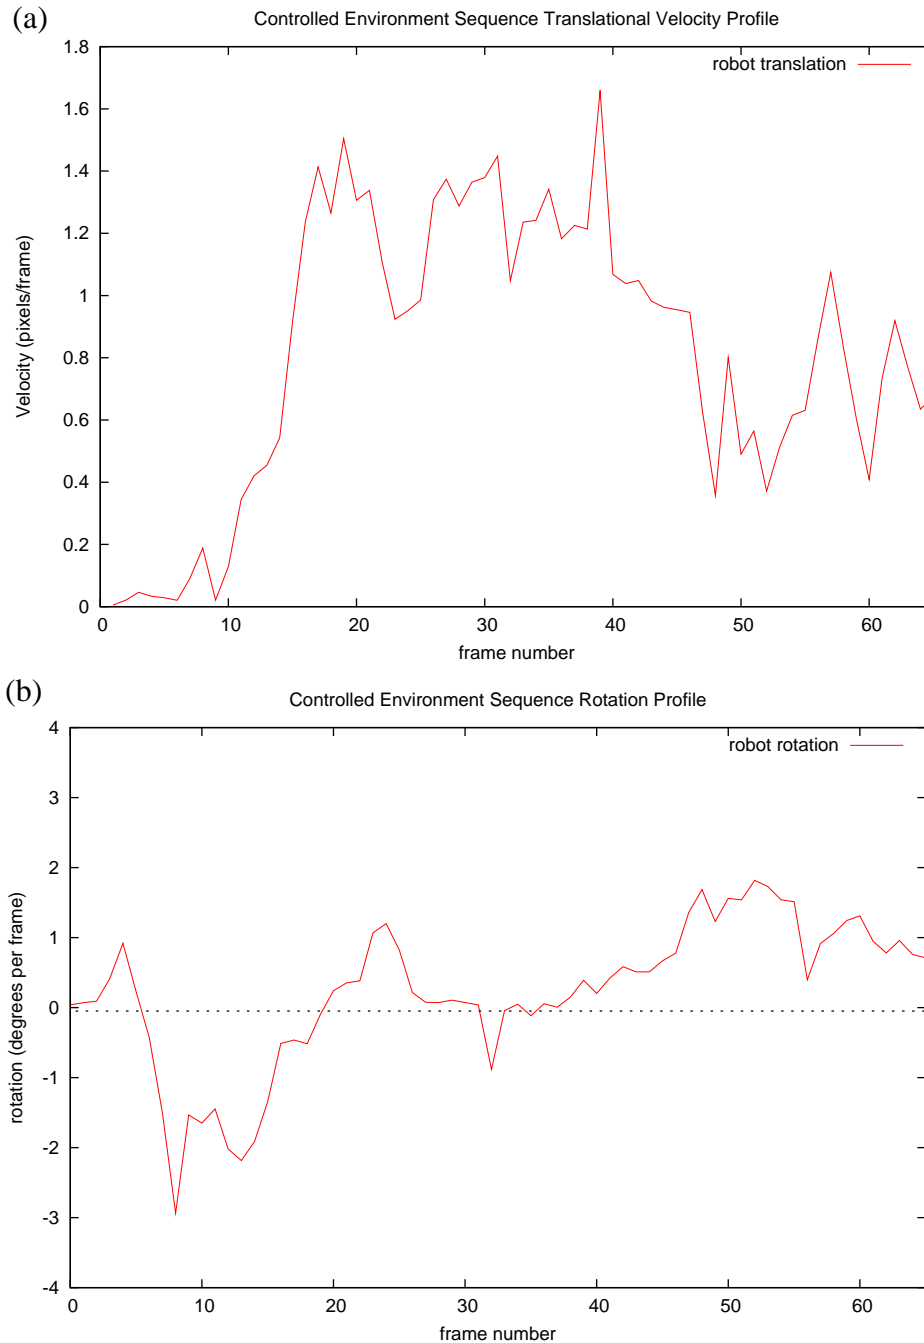 (a)
Controlled Environment Sequence Translational Velocity Profile
robot translation
Velocity (pixels/frame)
1.8
1.6
1.4
1.2
1
0.8
0.6
0.4
0.2
0
0 10 20 30 40 50 60
frame number
(b)
Controlled Environment Sequence Rotation Profile
robot rotation
rotation (degrees per frame)
4
3
2
1
0
-1
-2
-3
-4
0 10 20 30 40 50 60
frame number